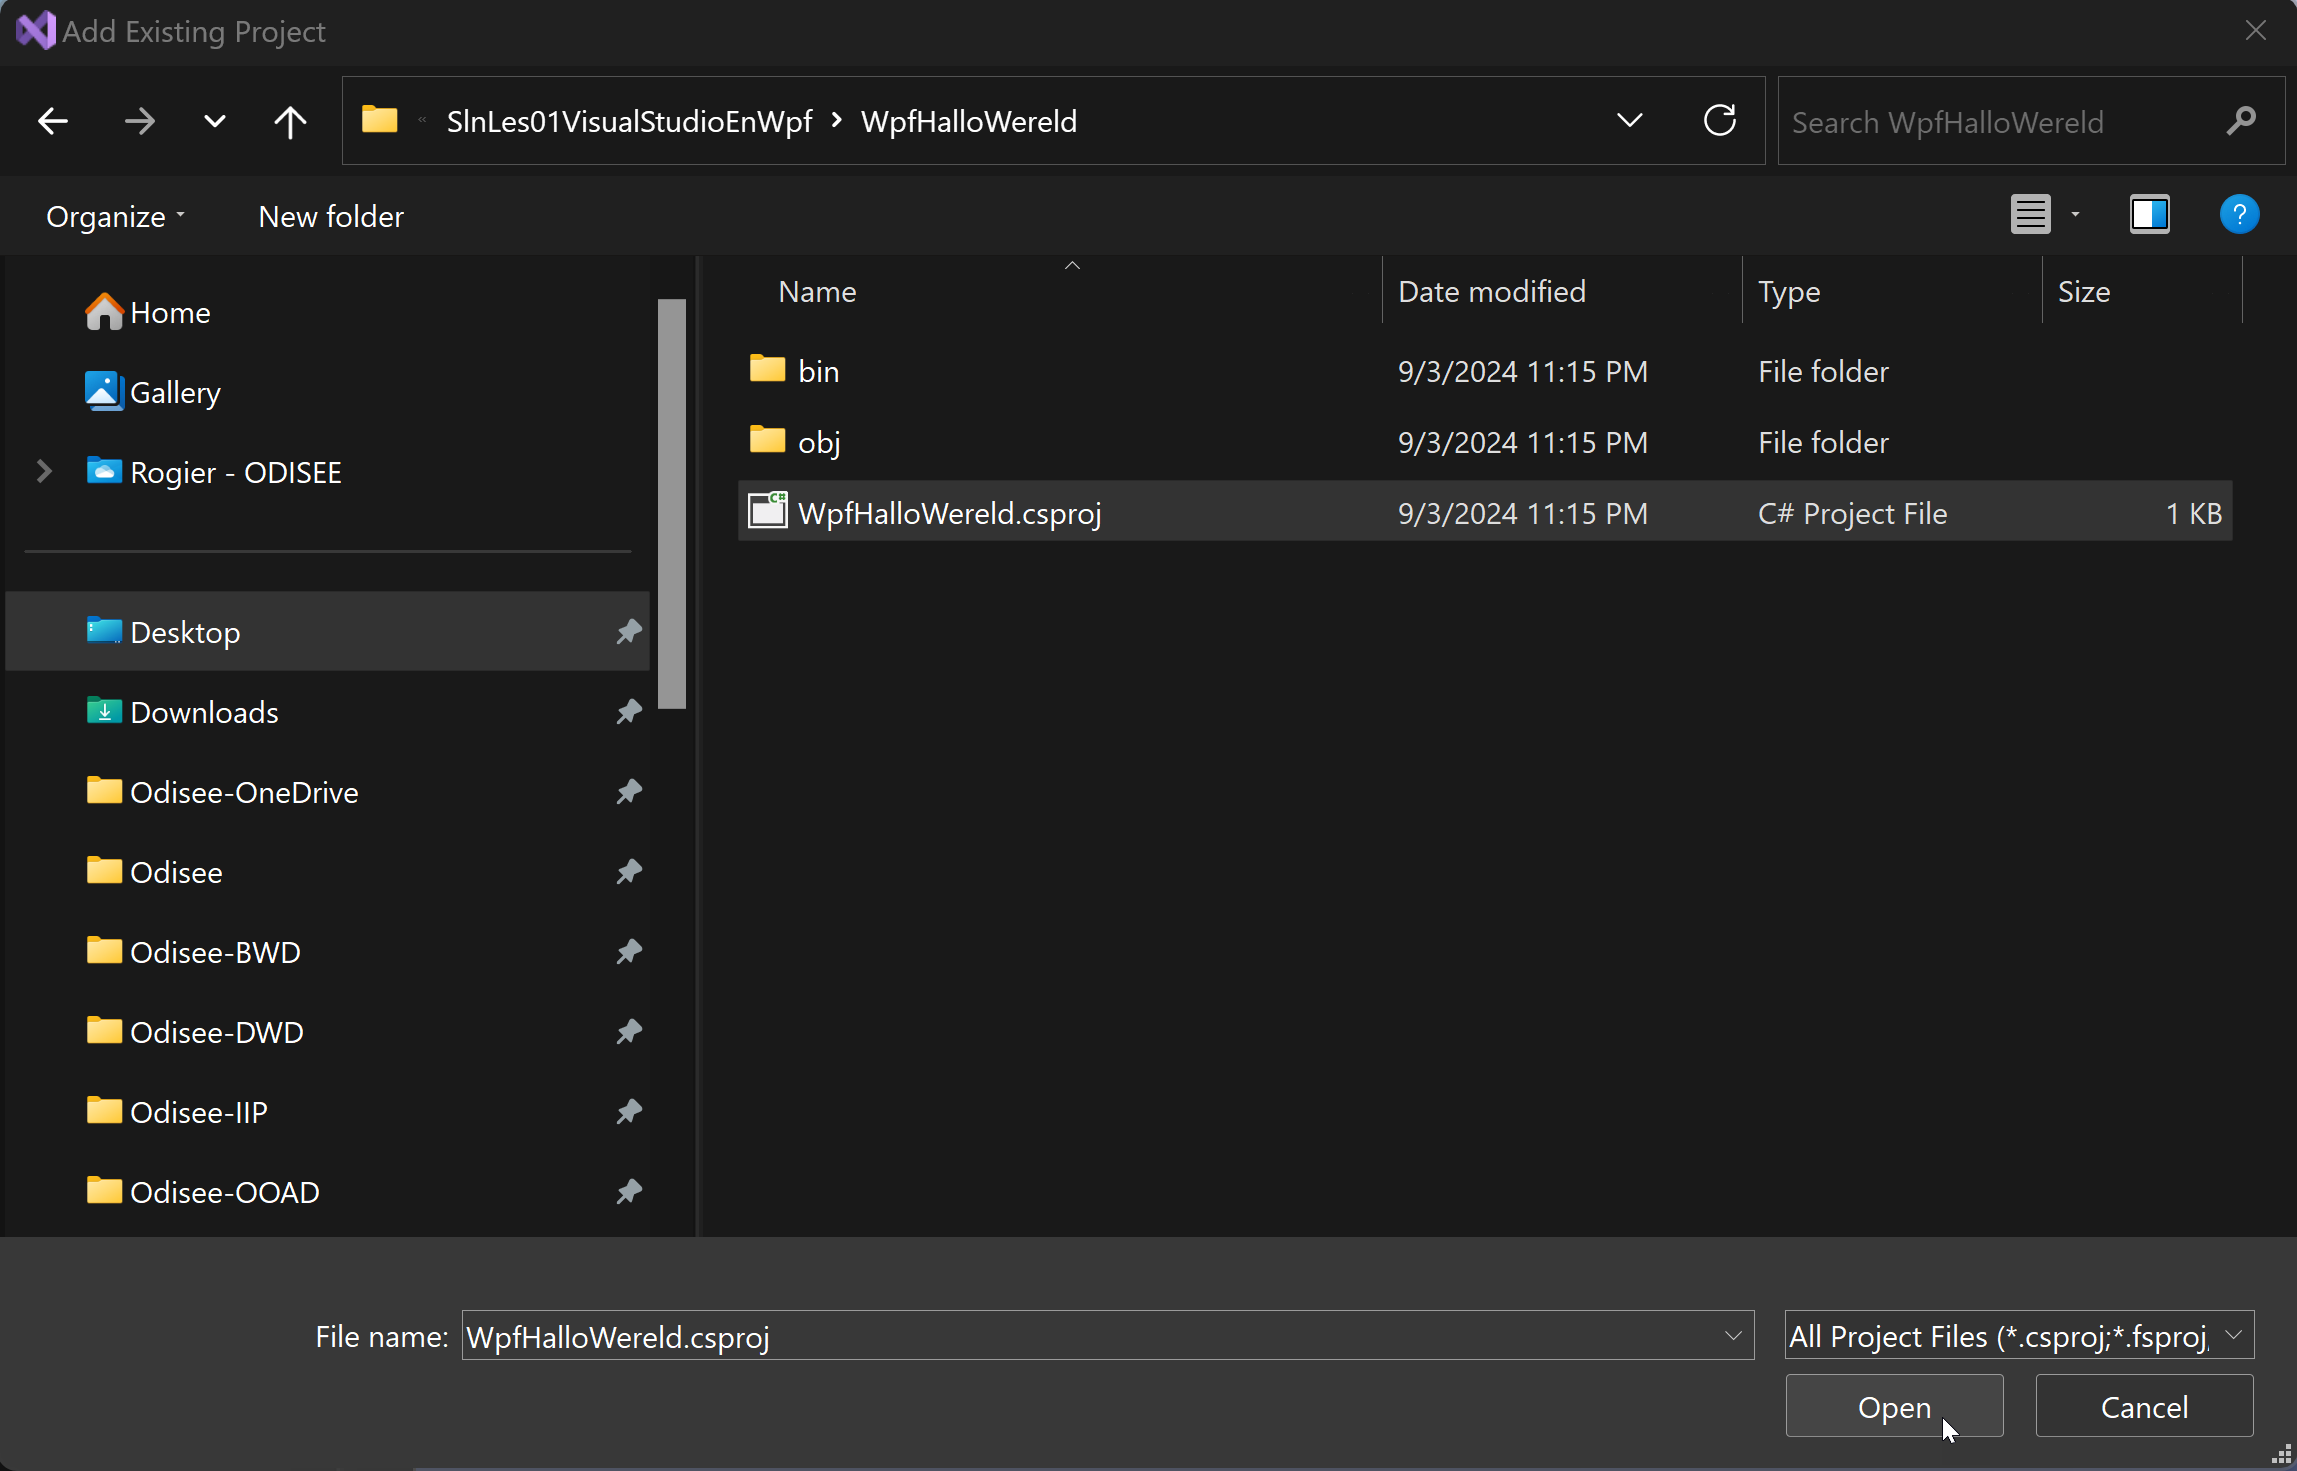 Add Existing Project
« SlnLes01VisualStudioEnWpf > WpfHalloWereld
Search WpfHalloWereld
Organize New folder
?
Name Date modified Type Size
Home
Gallery
Rogier - ODISEE
Desktop
Downloads
Odisee-OneDrive
Odisee
Odisee-BWD
Odisee-DWD
Odisee-IIP
Odisee-OOAD
bin 9/3/2024 11:15 PM File folder
obj 9/3/2024 11:15 PM File folder
C# WpfHalloWereld.csproj 9/3/2024 11:15 PM C# Project File 1 KB
File name: WpfHalloWereld.csproj All Project Files (*.csproj;*.fsproj,
Open Cancel